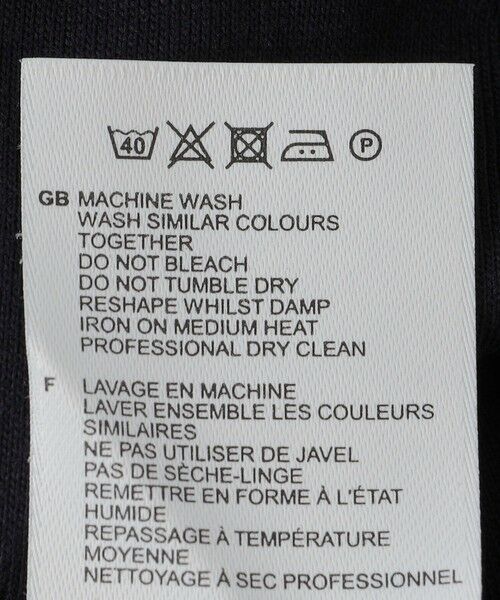 40 P
GB MACHINE WASH
WASH SIMILAR COLOURS
TOGETHER
DO NOT BLEACH
DO NOT TUMBLE DRY
RESHAPE WHILST DAMP
IRON ON MEDIUM HEAT
PROFESSIONAL DRY CLEAN
F LAVAGE EN MACHINE
LAVER ENSEMBLE LES COULEURS
SIMILAIRES
NE PAS UTILISER DE JAVEL
PAS DE SÈCHE-LINGE
REMETTRE EN FORME À L'ÉTAT
HUMIDE
REPASSAGE À TEMPÉRATURE
MOYENNE
NETTOYAGE À SEC PROFESSIONNEL